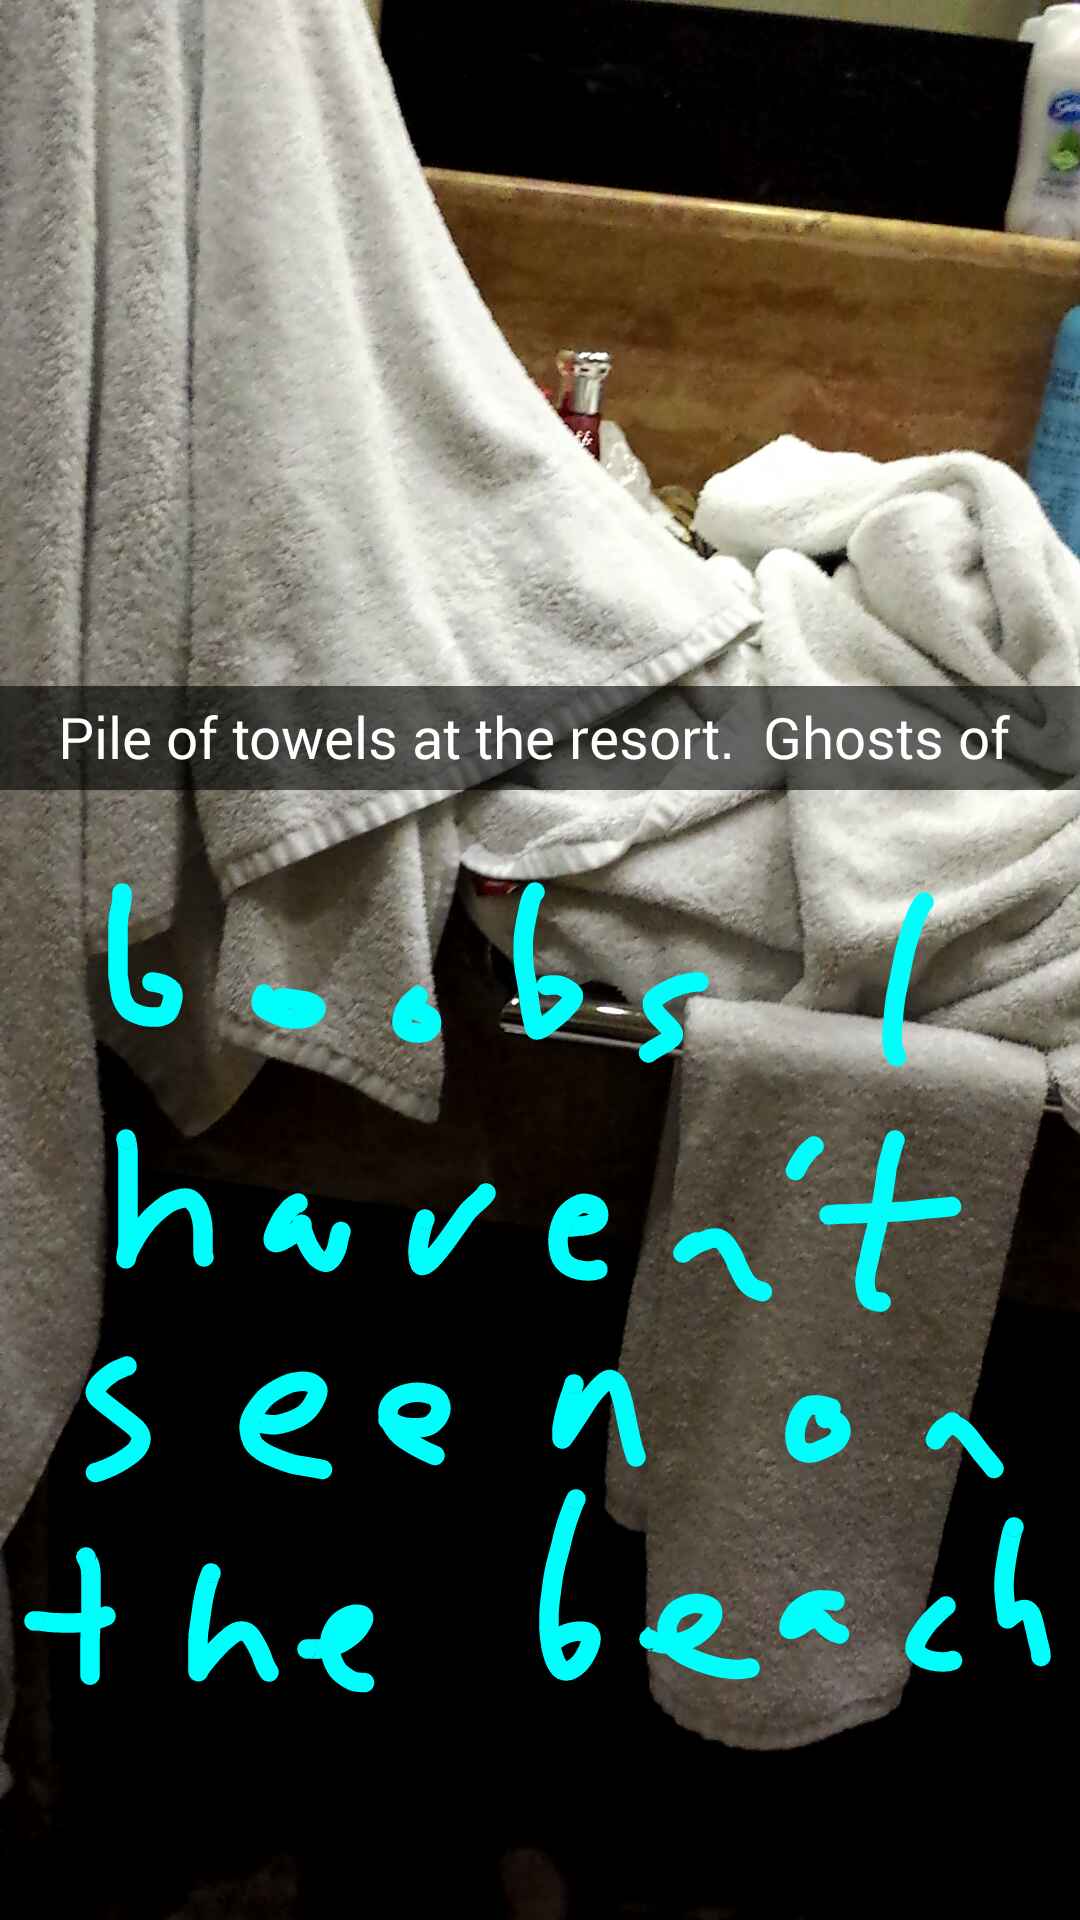 Pile of towels at the resort.  Ghosts of
boobs I
haven't
seen on
the beach